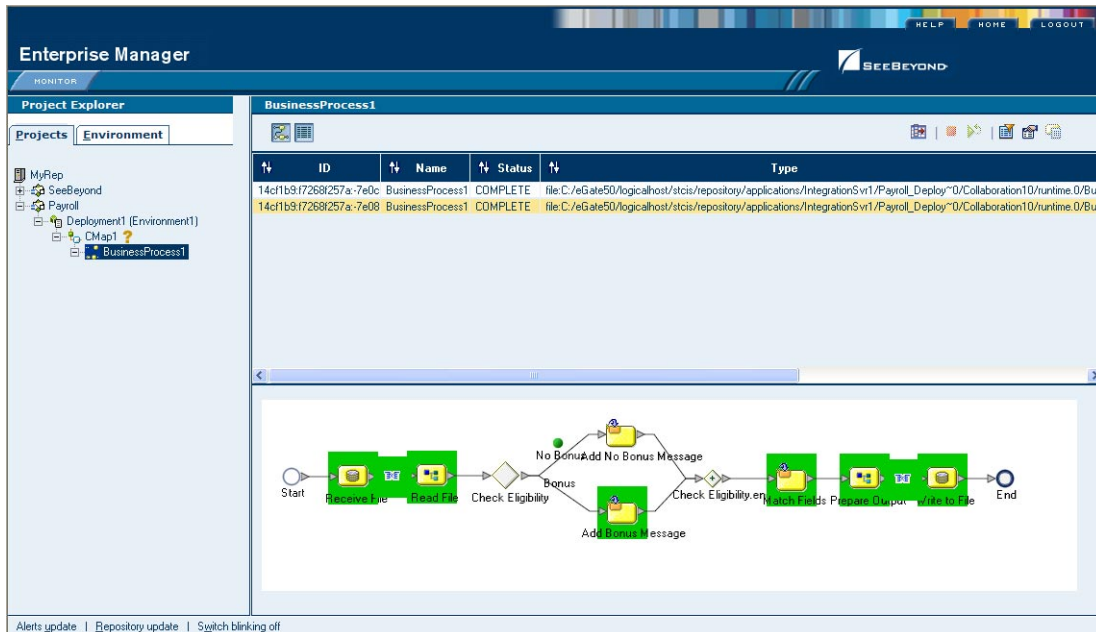 HELP HOME LOGOUT
Enterprise Manager
SEEBEYOND
MONITOR
Project Explorer
BusinessProcess1
Projects Environment
MyRep
SeeBeyond
Payroll
Deployment1 (Environment1)
CMap1 ?
BusinessProcess1
ID Name Status Type
14cf1b9:f7268f257a:-7e0c BusinessProcess1 COMPLETE file:C:/eGate50/logicalhost/stcis/repository/applications/IntegrationSvr1/Payroll_Deploy~0/Collaboration10/runtime.0/Bu
14cf1b9:f7268f257a:-7e08 BusinessProcess1 COMPLETE file:C:/eGate50/logicalhost/stcis/repository/applications/IntegrationSvr1/Payroll_Deploy~0/Collaboration10/runtime.0/Bu
No Bonus Add No Bonus Message
Bonus
Start Receive File Read File Check Eligibility Check Eligibility.en Match Fields Prepare Output Write to File End
Add Bonus Message
Alerts update | Repository update | Switch blinking off